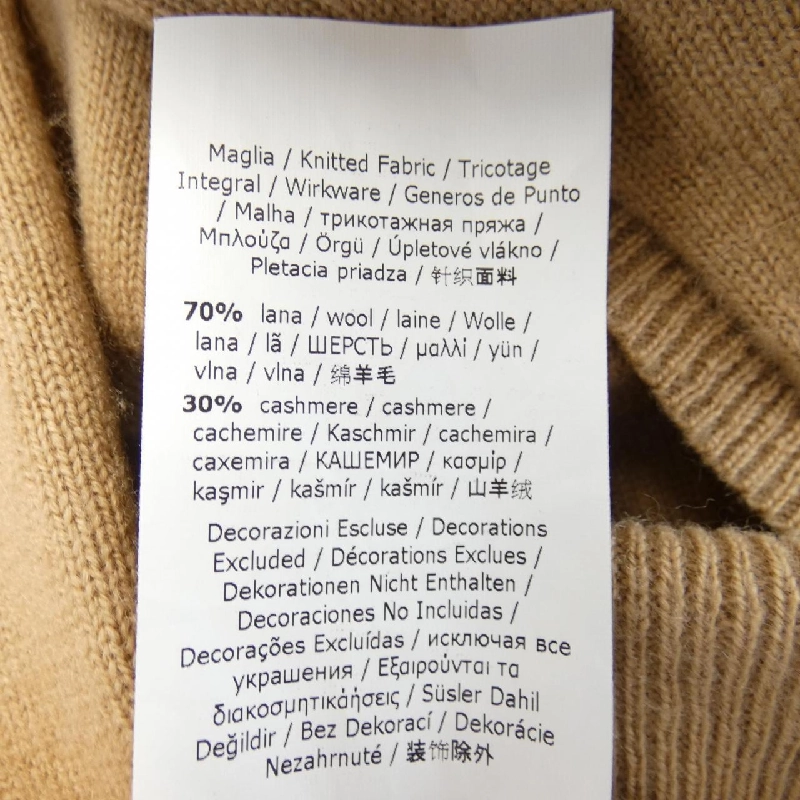 Maglia / Knitted Fabric / Tricotage
Integral / Wirkware / Generos de Punto
/ Malha / трикотажная пряжа /
Μπλούζα / Örgü / Úpletové vlákno /
Pletacia priadza / 针织面料
70% lana / wool / laine / Wolle /
lana / lã / ШЕРСТЬ / μαλλί / yün /
vlna / vlna / 绵羊毛
30% cashmere / cashmere /
cachemire / Kaschmir / cachemira /
caxemira / КАШЕМИР / κασμίρ /
kaşmir / kašmír / kašmír / 山羊绒
Decorazioni Escluse / Decorations
Excluded / Décorations Exclues /
Dekorationen Nicht Enthalten /
Decoraciones No Incluidas /
Decorações Excluídas / исключая все
украшения / Εξαιρούνται τα
διακοσμητικάήσεις / Süsler Dahil
Değildir / Bez Dekorací / Dekorácie
Nezahrnuté / 装饰除外